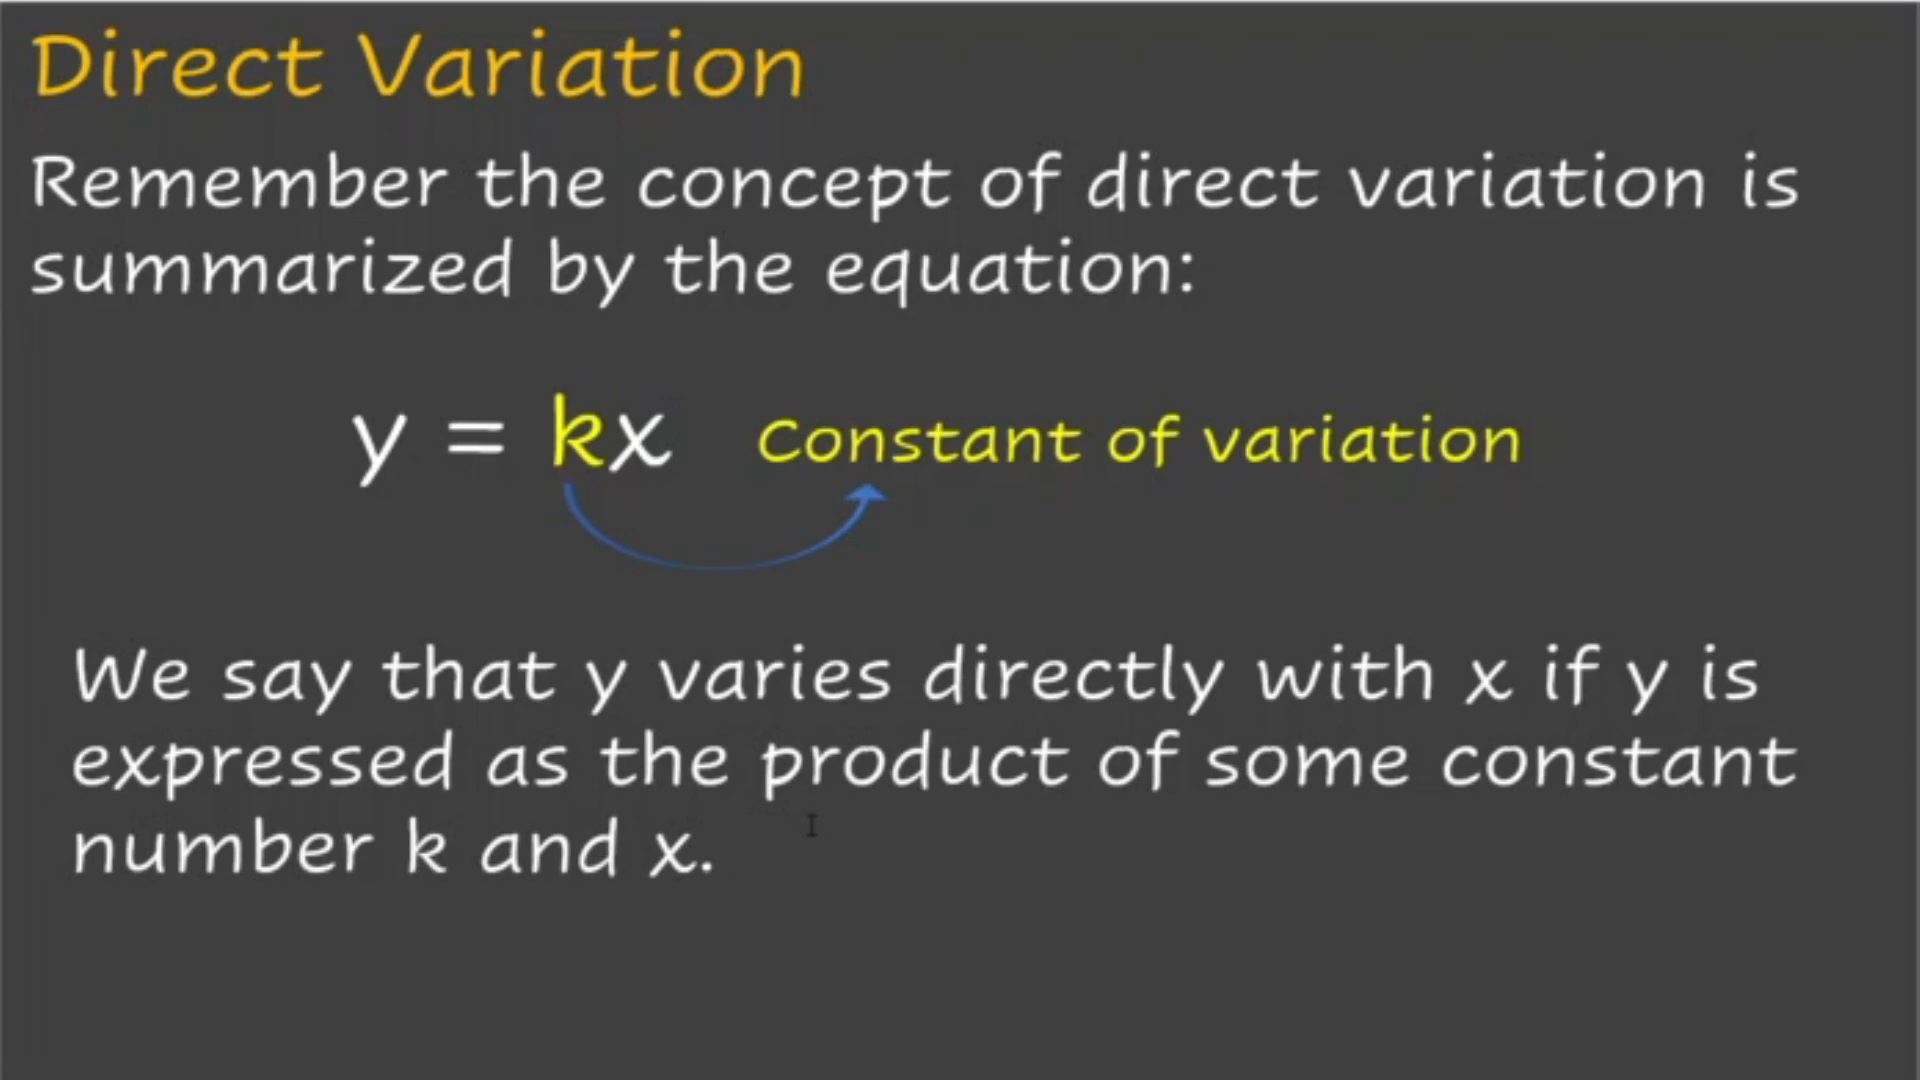 Direct Variation
Remember the concept of direct variation is
summarized by the equation:
y = kx Constant of variation
We say that y varies directly with x if y is
expressed as the product of some constant
number k and x.